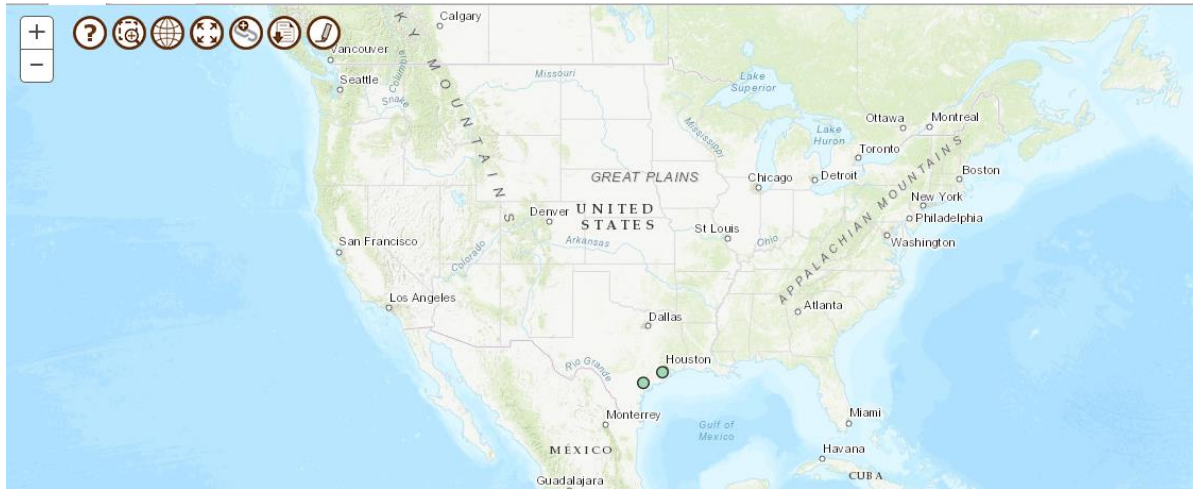 +
−
?
Calgary
KY MOUNTAINS
Vancouver
Columbia
Seattle
Snake
Missouri
Lake
Superior
Mississippi
Ottawa
Montreal
Lake
Huron
Toronto
Boston
GREAT PLAINS
Chicago
Detroit
APPALACHIAN MOUNTAINS
New York
Philadelphia
Denver
UNITED
STATES
St Louis
Ohio
Washington
San Francisco
Colorado
Arkansas
Los Angeles
Atlanta
Dallas
Houston
Rio Grande
Monterrey
Gulf of
Mexico
Miami
MÉXICO
Havana
CUBA
Guadalajara